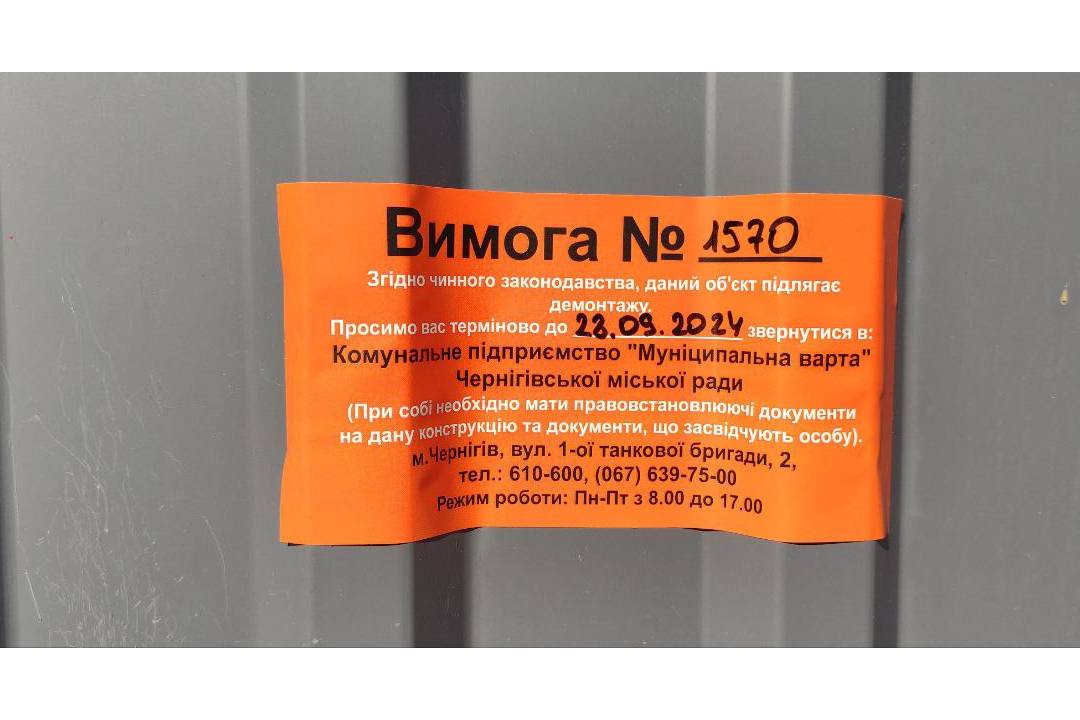 Вимога № 1570
Згідно чинного законодавства, даний об'єкт підлягає
демонтажу.
Просимо вас терміново до 23.09.2024 звернутися в:
Комунальне підприємство "Муніципальна варта"
Чернігівської міської ради
(При собі необхідно мати правовстановлюючі документи
на дану конструкцію та документи, що засвідчують особу).
м.Чернігів, вул. 1-ої танкової бригади, 2,
тел.: 610-600, (067) 639-75-00
Режим роботи: Пн-Пт з 8.00 до 17.00